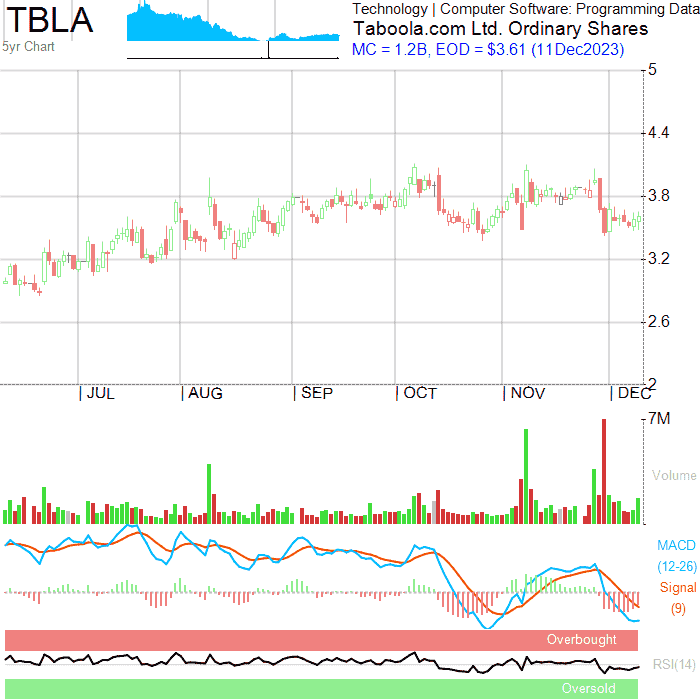 TBLA
5yr Chart
Technology | Computer Software: Programming Data
Taboola.com Ltd. Ordinary Shares
MC = 1.2B, EOD = $3.61 (11Dec2023)
5
4.4
3.8
3.2
2.6
2
| JUL | AUG | SEP | OCT | NOV | DEC
7M
Volume
MACD
(12-26)
Signal
(9)
Overbought
RSI(14)
Oversold